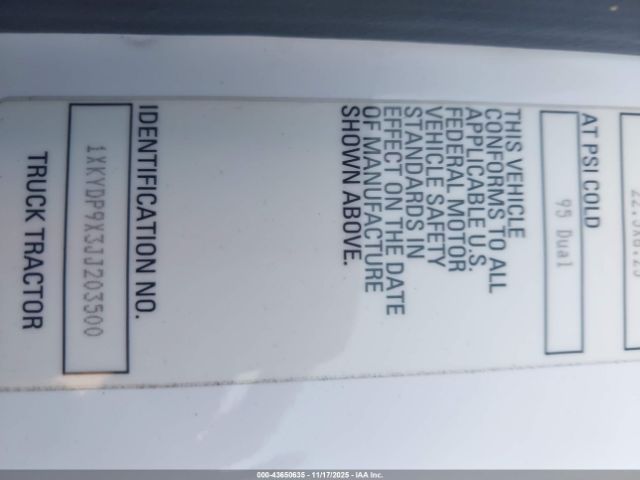 AT PSI COLD
95 Dual
THIS VEHICLE
CONFORMS TO ALL
APPLICABLE U.S.
FEDERAL MOTOR
VEHICLE SAFETY
STANDARDS IN
EFFECT ON THE DATE
OF MANUFACTURE
SHOWN ABOVE.
IDENTIFICATION NO.
1XKYDP9X3JJ203500
TRUCK TRACTOR
000-43650635 - 11/17/2025 - IAA Inc.